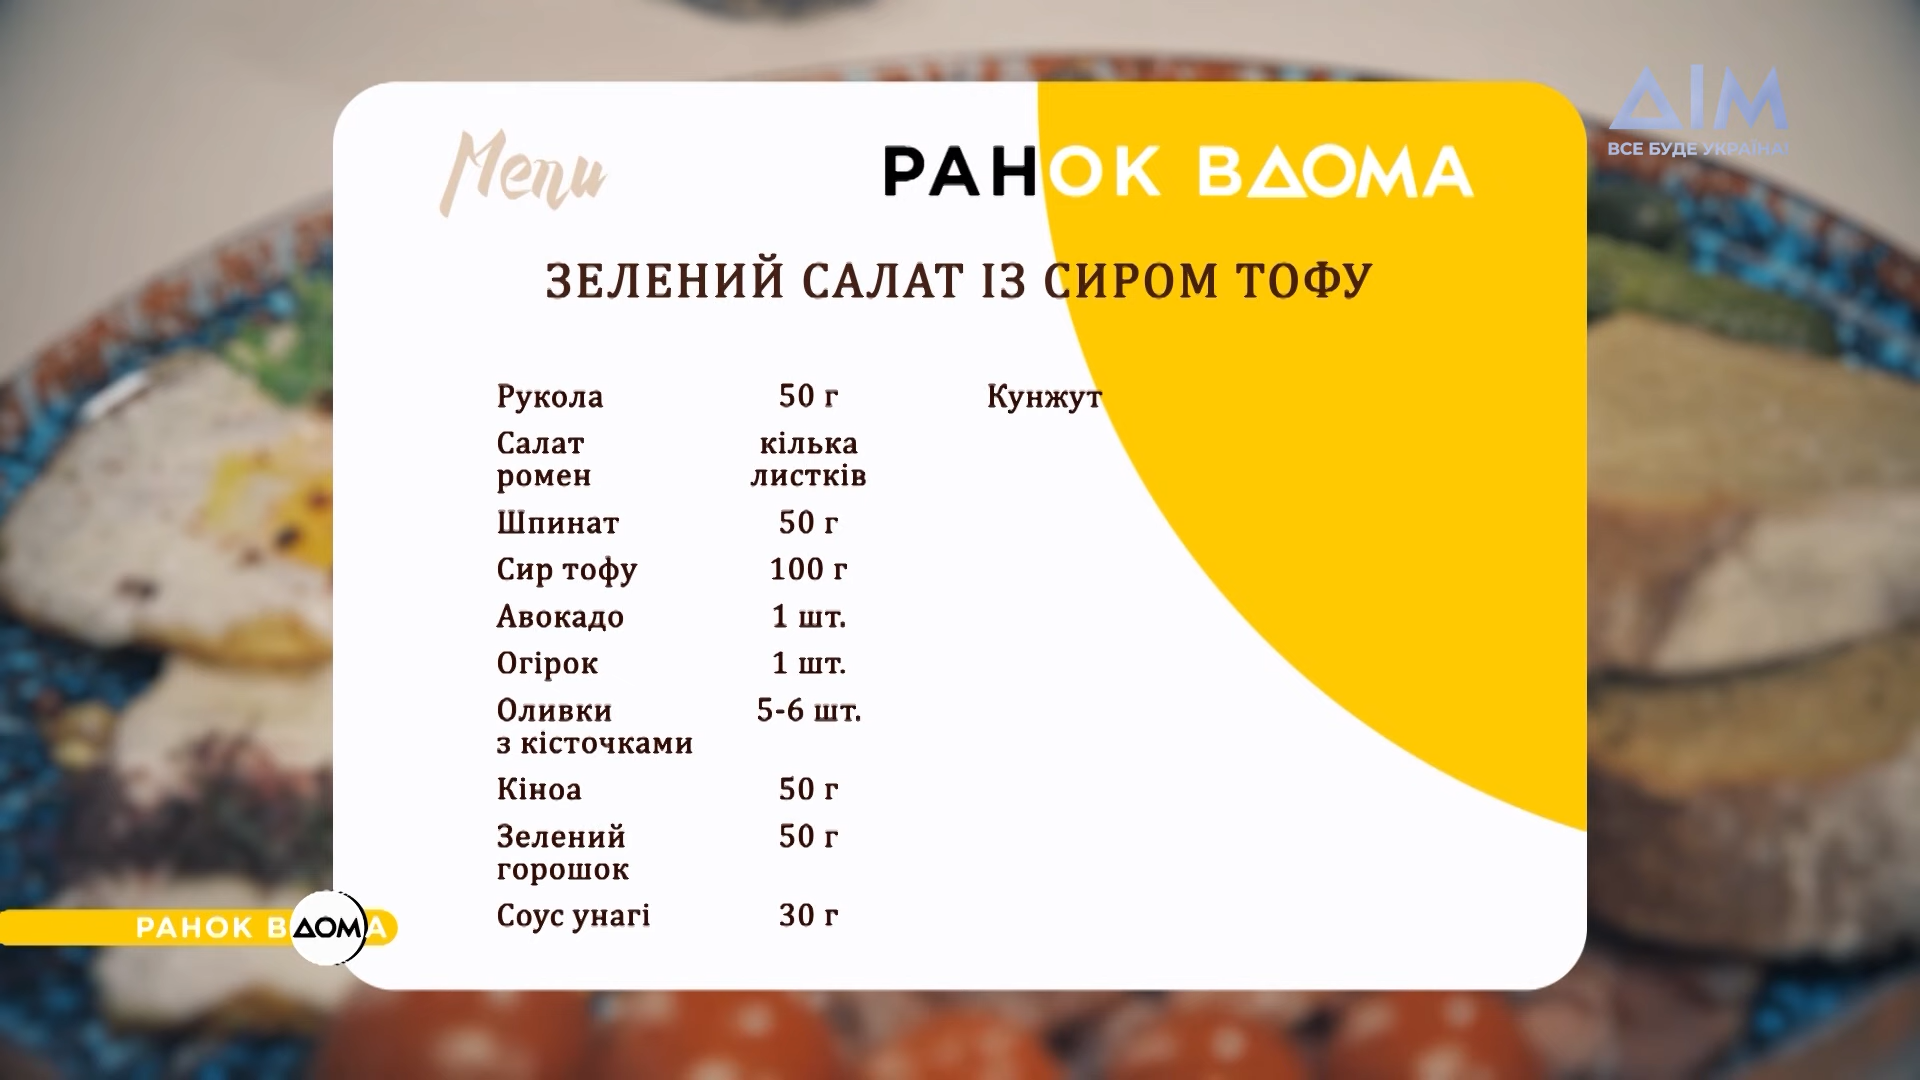 Menu
РАНОК ВДОМА
ДІМ
ВСЕ БУДЕ УКРАЇНА!
ЗЕЛЕНИЙ САЛАТ ІЗ СИРОМ ТОФУ
Рукола 50 г
Салат ромен кілька листків
Шпинат 50 г
Сир тофу 100 г
Авокадо 1 шт.
Огірок 1 шт.
Оливки з кісточками 5-6 шт.
Кіноа 50 г
Зелений горошок 50 г
Соус унагі 30 г
Кунжут
РАНОК ВДОМА